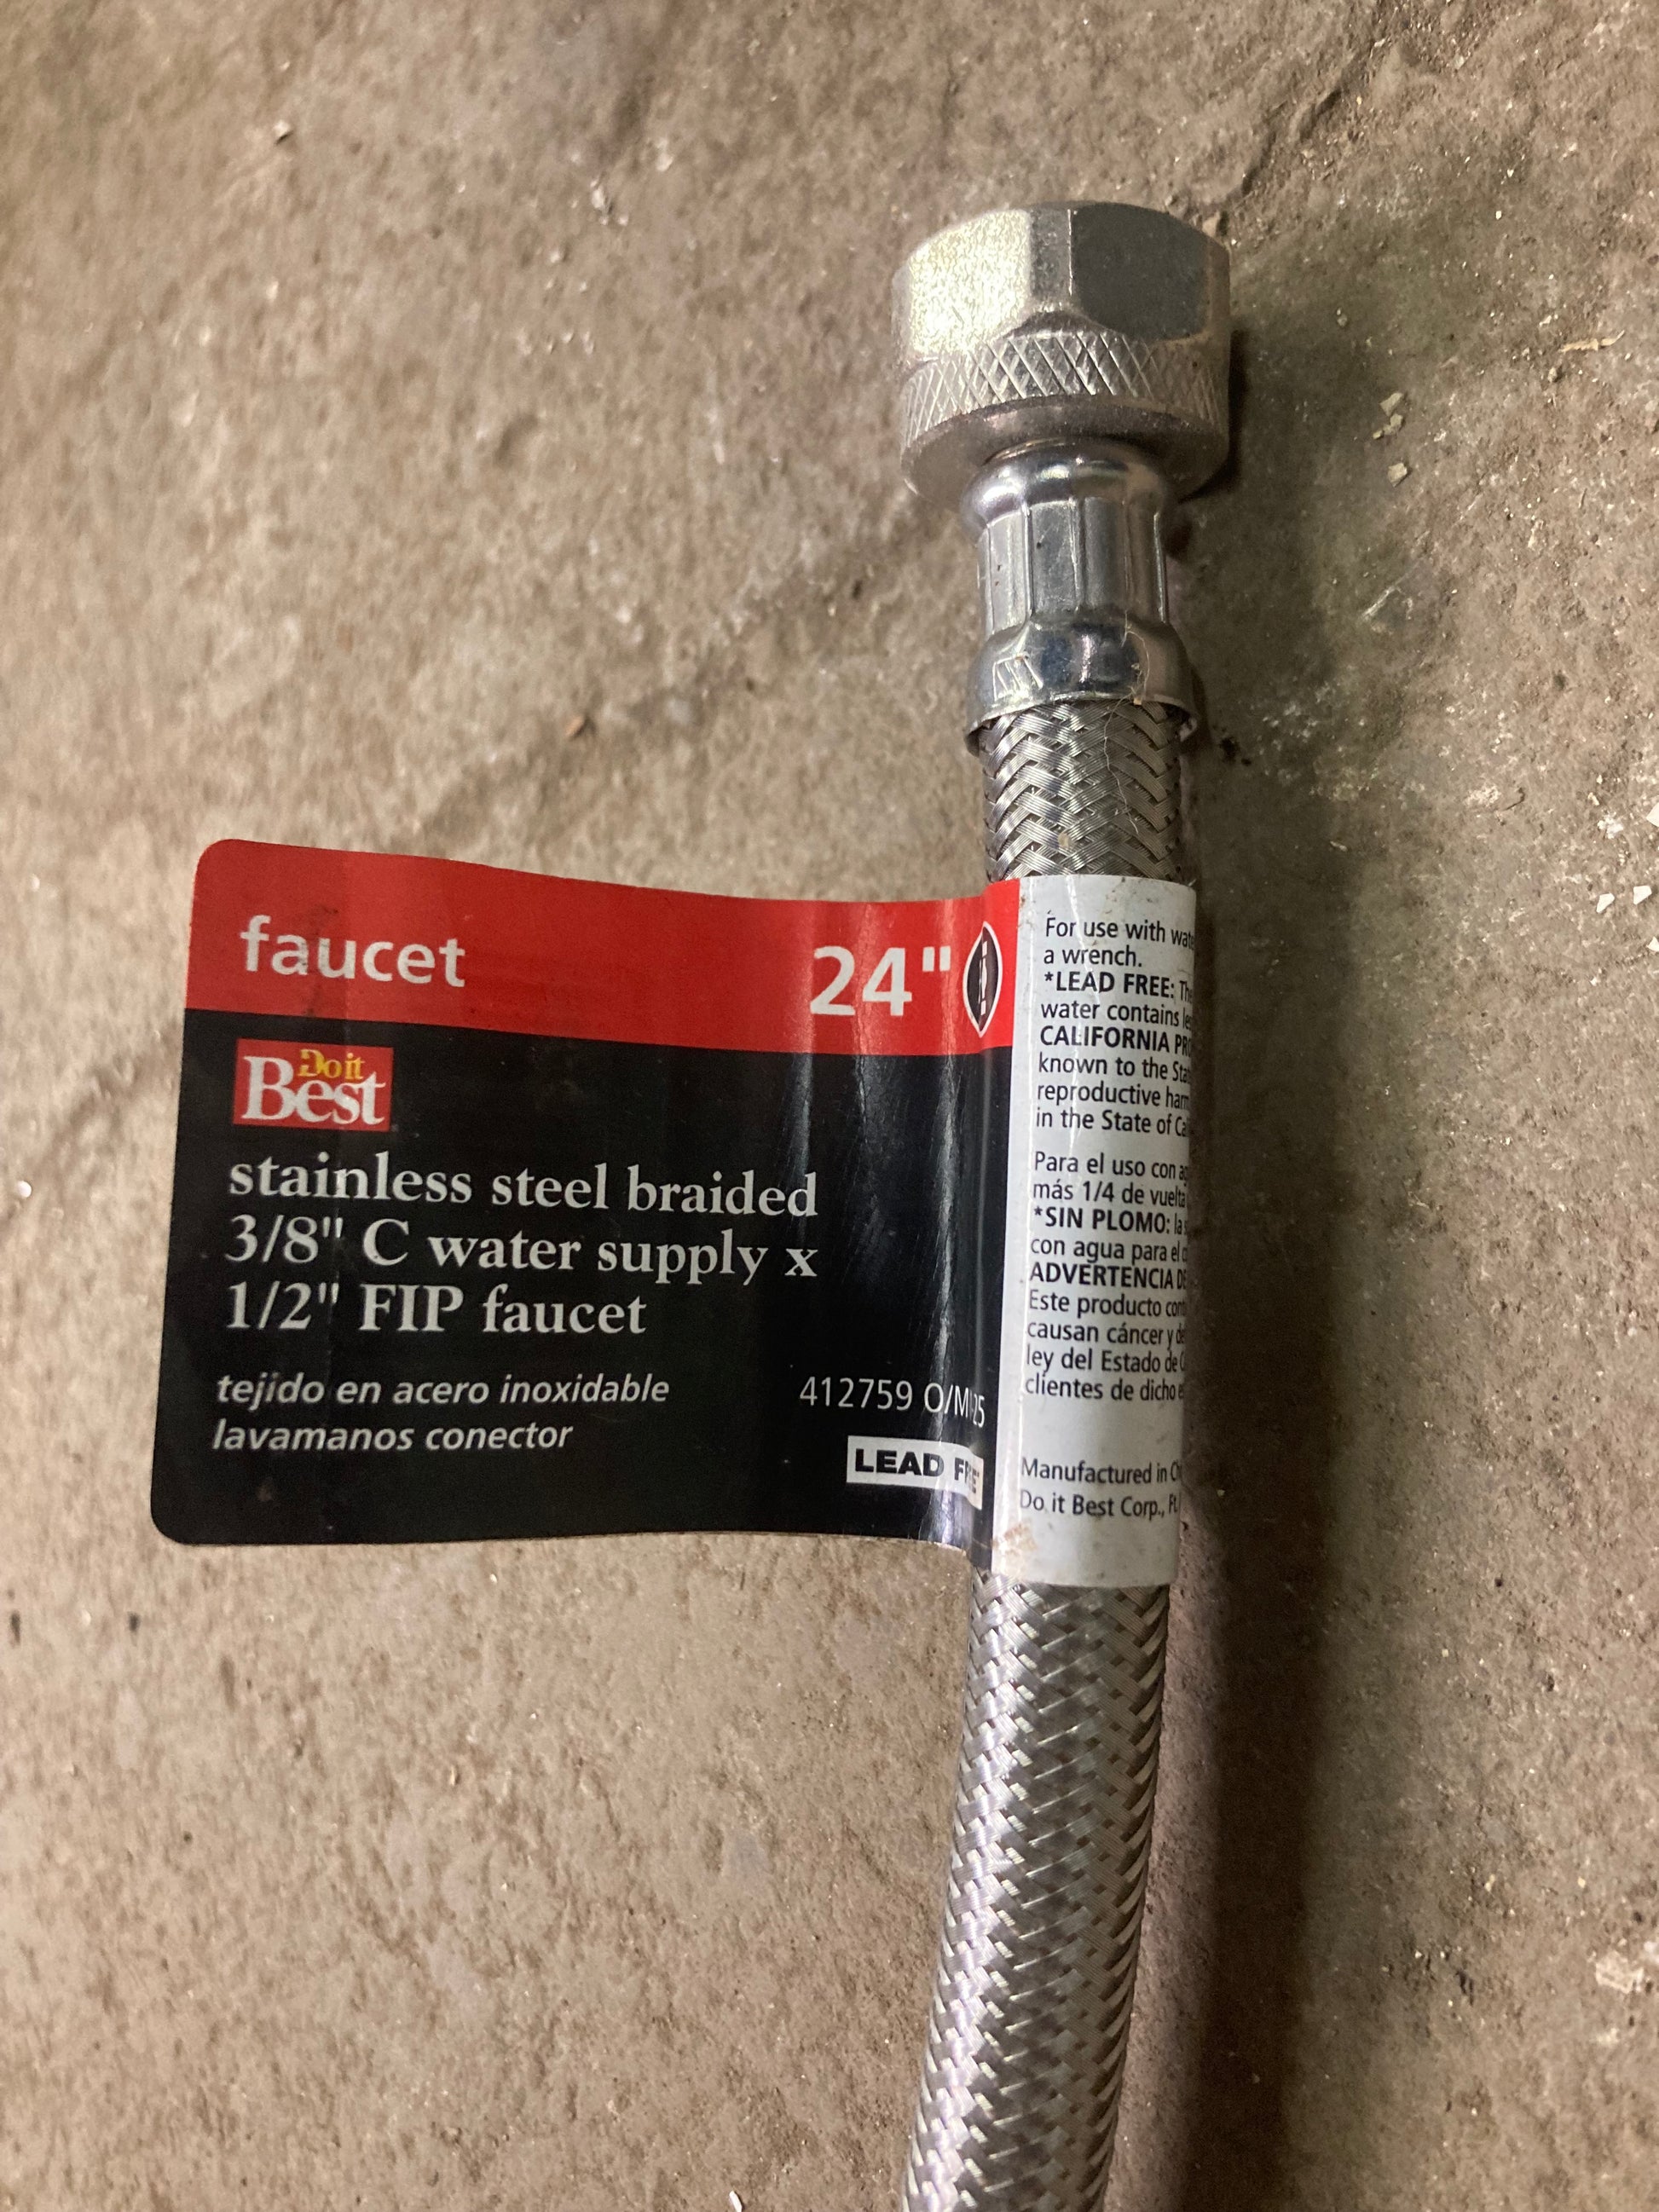 faucet
24"
Do it
Best
stainless steel braided
3/8" C water supply x
1/2" FIP faucet
tejido en acero inoxidable
lavamanos conector
412759 O/M
LEAD
For use with
a wrench.
*LEAD FREE:
water contains
CALIFORNIA
known to the
reproductive
in the State of
Para el uso con
más 1/4 de vuelta
*SIN PLOMO: la
con agua para el
ADVERTENCIA
Este producto
causan cáncer y
ley del Estado de
clientes de dicho
Manufactured in
Do it Best Corp.,